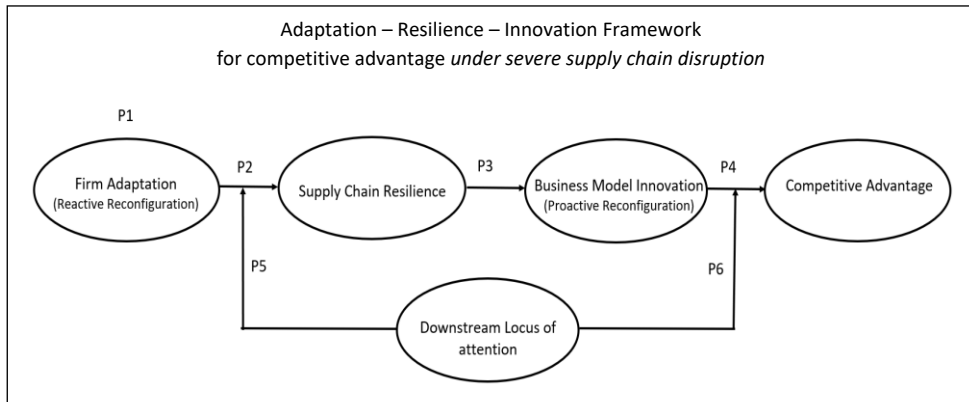 Adaptation – Resilience – Innovation Framework
for competitive advantage under severe supply chain disruption
P1
P2
P3
P4
Firm Adaptation
(Reactive Reconfiguration)
Supply Chain Resilience
Business Model Innovation
(Proactive Reconfiguration)
Competitive Advantage
P5
P6
Downstream Locus of
attention